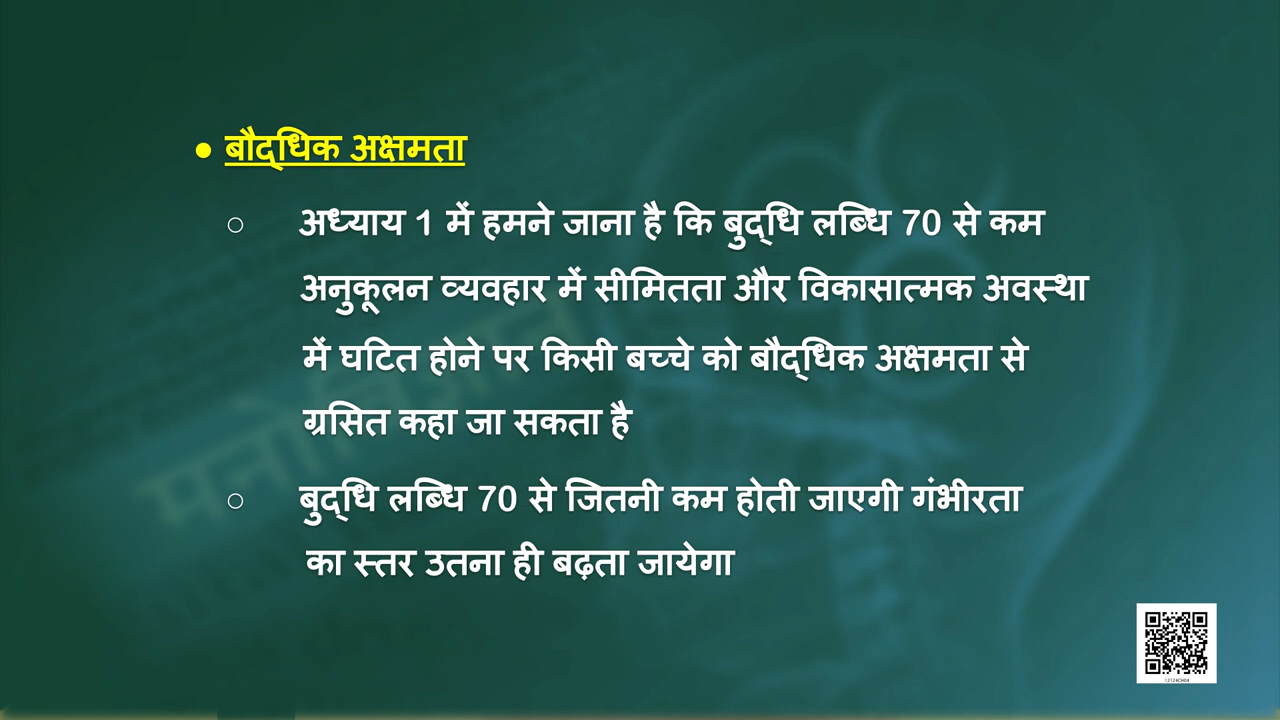 • बौद्धिक अक्षमता
○ अध्याय 1 में हमने जाना है कि बुद्धि लब्धि 70 से कम
अनुकूलन व्यवहार में सीमितता और विकासात्मक अवस्था
में घटित होने पर किसी बच्चे को बौद्धिक अक्षमता से
ग्रसित कहा जा सकता है
○ बुद्धि लब्धि 70 से जितनी कम होती जाएगी गंभीरता
का स्तर उतना ही बढ़ता जायेगा
मनोविज्ञान